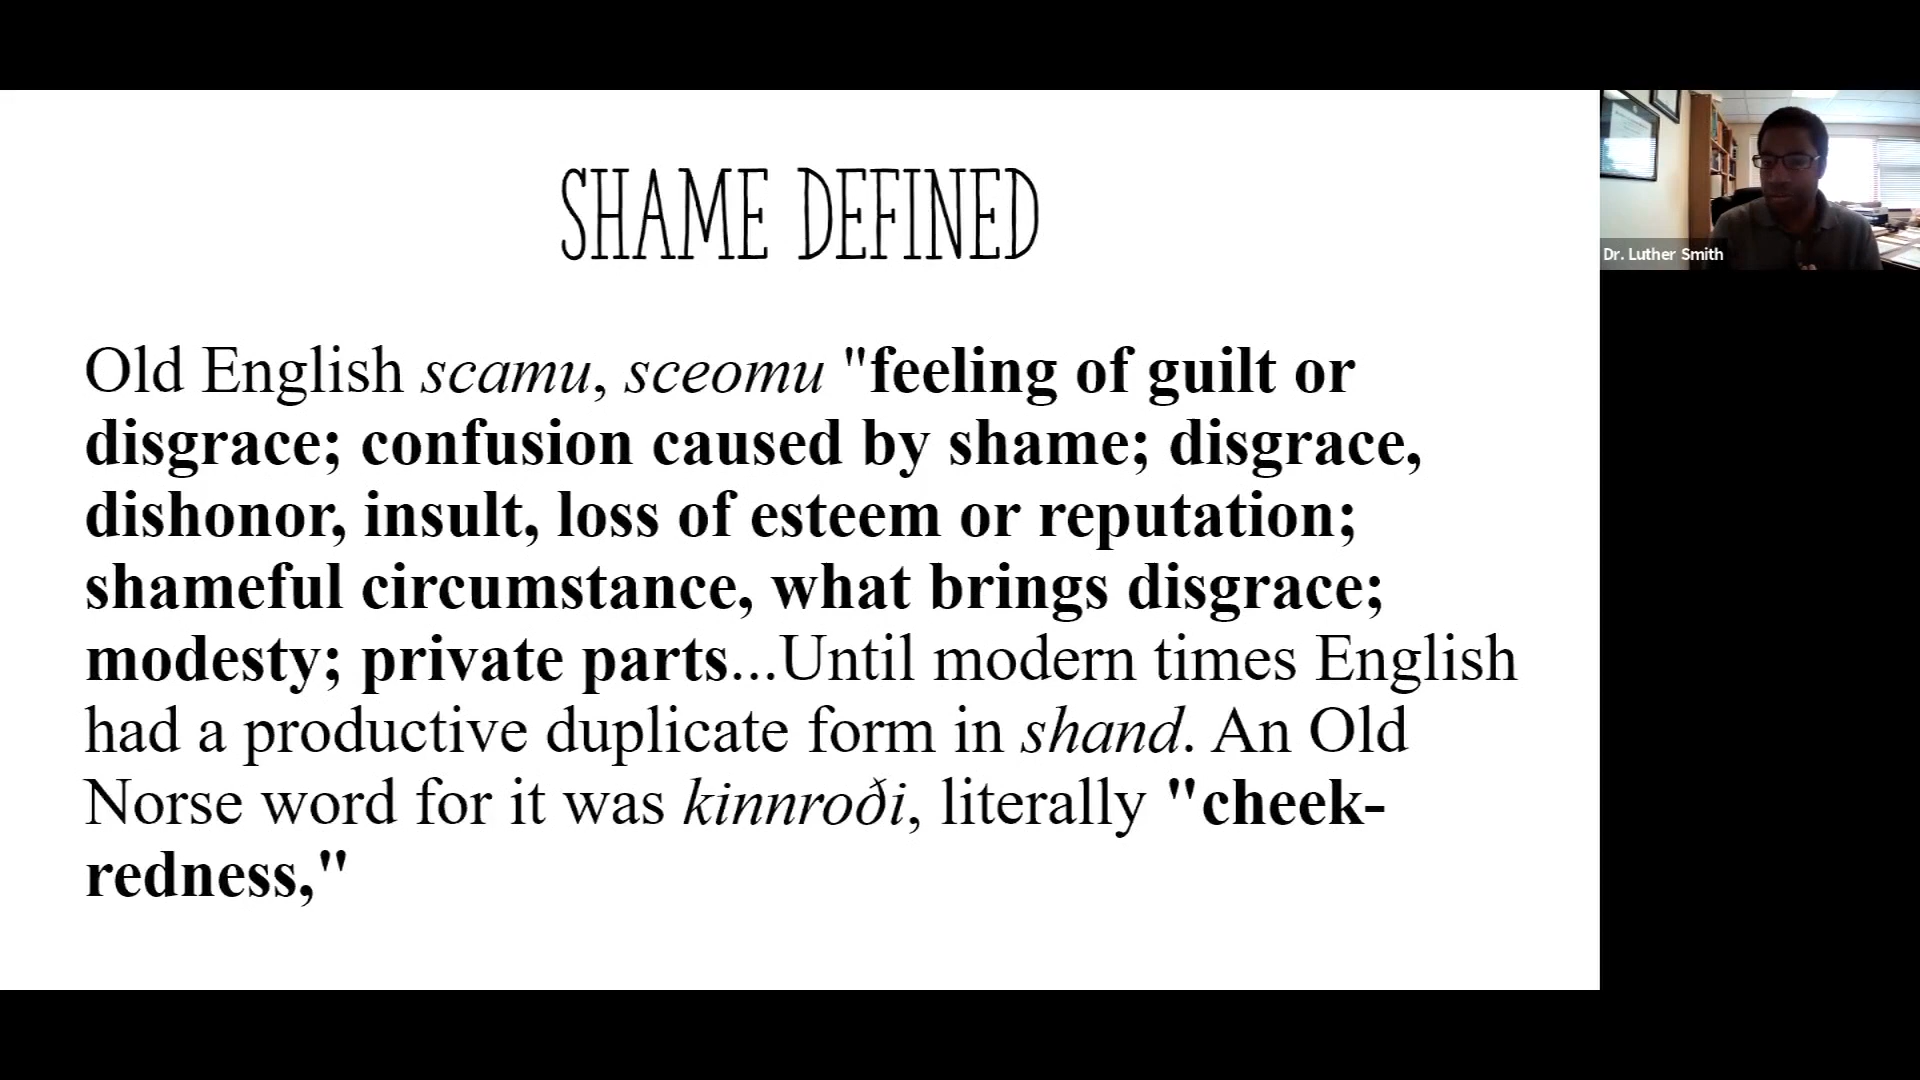 SHAME DEFINED
Old English scamu, sceomu "feeling of guilt or
disgrace; confusion caused by shame; disgrace,
dishonor, insult, loss of esteem or reputation;
shameful circumstance, what brings disgrace;
modesty; private parts...Until modern times English
had a productive duplicate form in shand. An Old
Norse word for it was kinnroði, literally "cheek-
redness,"
Dr. Luther Smith